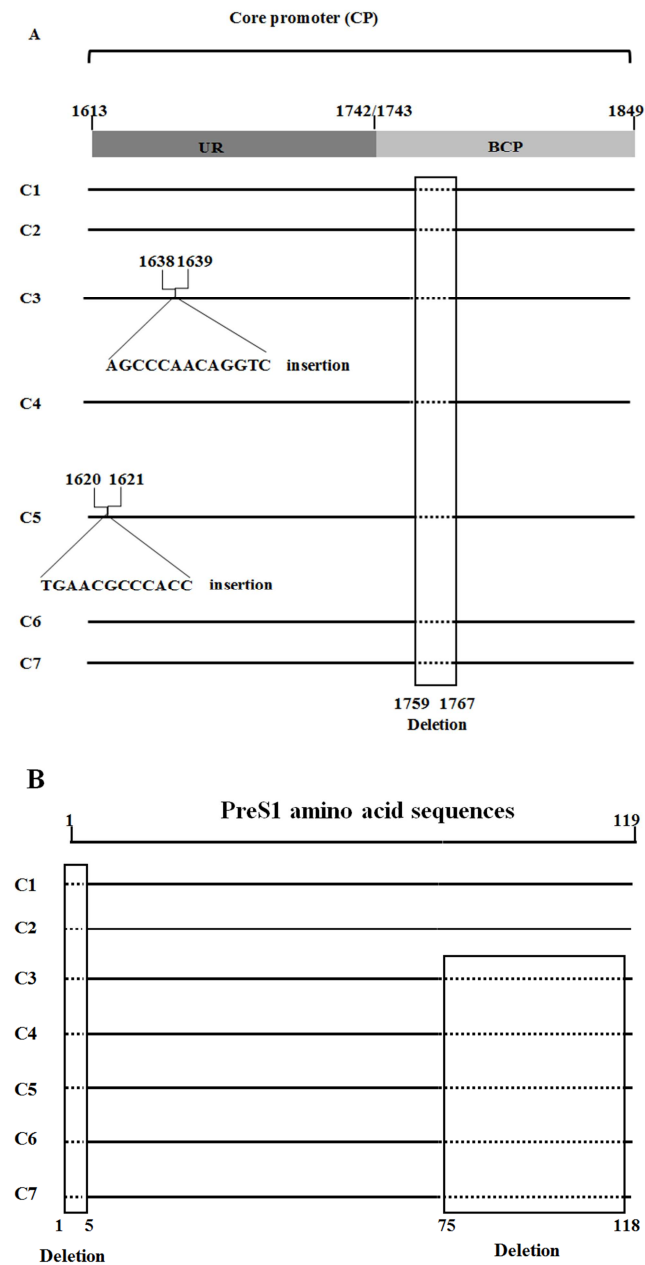 Core promoter (CP)
A
1613 1742/1743 1849
UR BCP
C1
C2
1638 1639
C3
AGCCCAACAGGTC insertion
C4
1620 1621
C5
TGAACGCCCACC insertion
C6
C7
1759 1767
Deletion
B
PreS1 amino acid sequences
1 119
C1
C2
C3
C4
C5
C6
C7
1 5 75 118
Deletion Deletion